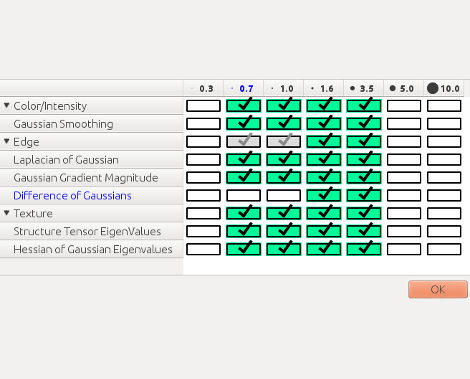 0.3 0.7 1.0 1.6 3.5 5.0 10.0
Color/Intensity
Gaussian Smoothing
Edge
Laplacian of Gaussian
Gaussian Gradient Magnitude
Difference of Gaussians
Texture
Structure Tensor EigenValues
Hessian of Gaussian Eigenvalues
OK